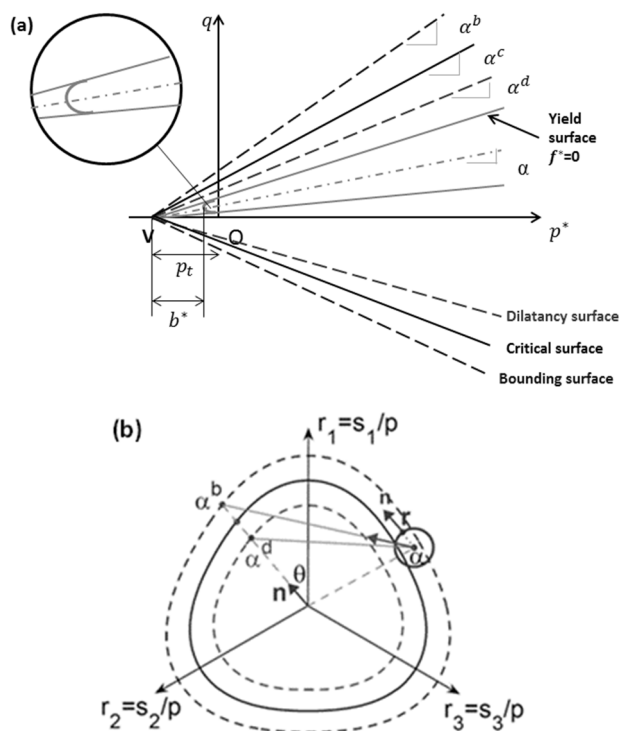 (a)
q
α^b
α^c
α^d
Yield
surface
f*=0
α
V
O
p*
p_t
b*
Dilatancy surface
Critical surface
Bounding surface
(b)
r_1=s_1/p
α^b
n
r
α
α^d
θ
n
r_2=s_2/p
r_3=s_3/p